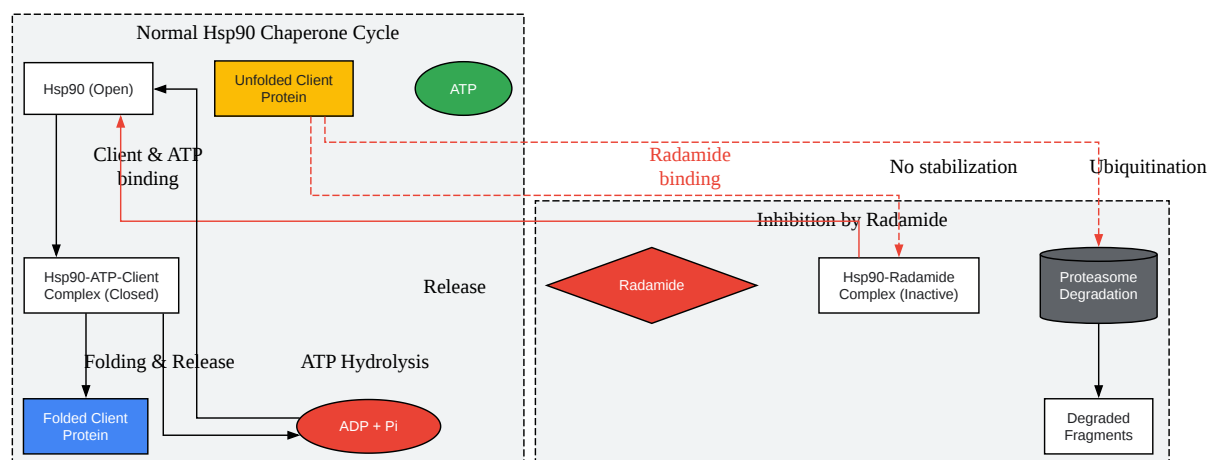 Normal Hsp90 Chaperone Cycle
Hsp90 (Open)
Unfolded Client
Protein
ATP
Client & ATP
binding
Radamide
binding
No stabilization
Ubiquitination
Inhibition by Radamide
Hsp90-ATP-Client
Complex (Closed)
Release
Radamide
Hsp90-Radamide
Complex (Inactive)
Proteasome
Degradation
Folding & Release
ATP Hydrolysis
Folded Client
Protein
ADP + Pi
Degraded
Fragments